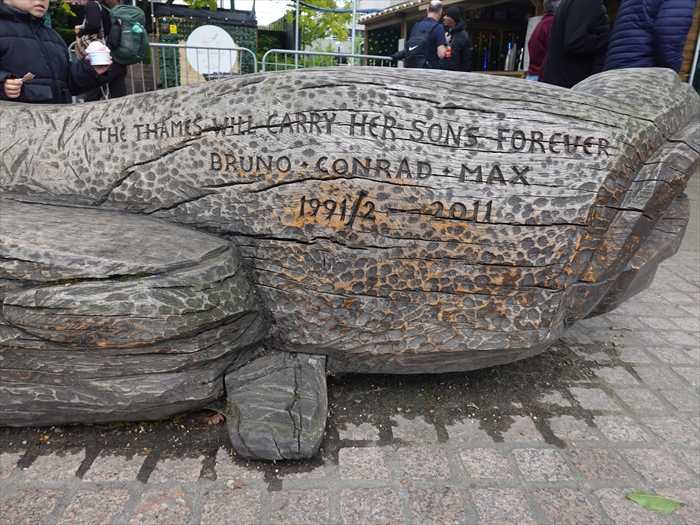 THE THAMES WILL CARRY HER SONS FOREVER
BRUNO · CONRAD · MAX
1991/2 — 2011